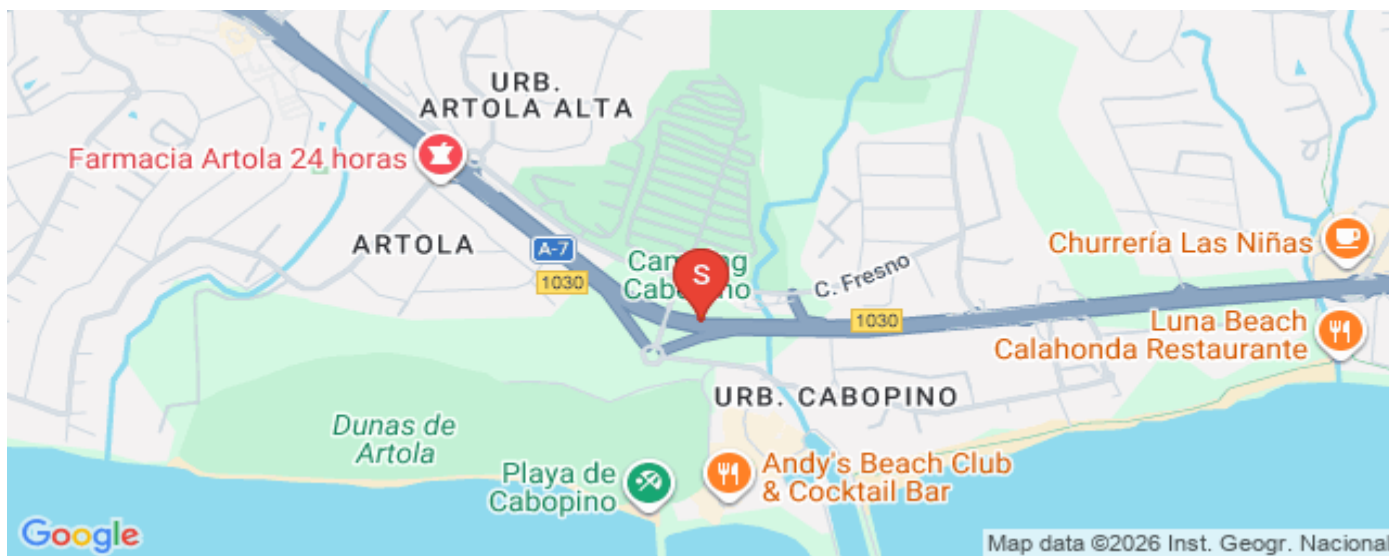 URB.
ARTOLA ALTA
Farmacia Artola 24 horas
ARTOLA
A-7
1030
S
Camping
Cabopino
C. Fresno
1030
Churrería Las Niñas
Luna Beach
Calahonda Restaurante
URB. CABOPINO
Dunas de
Artola
Playa de
Cabopino
Andy's Beach Club
& Cocktail Bar
Google
Map data ©2026 Inst. Geogr. Nacional